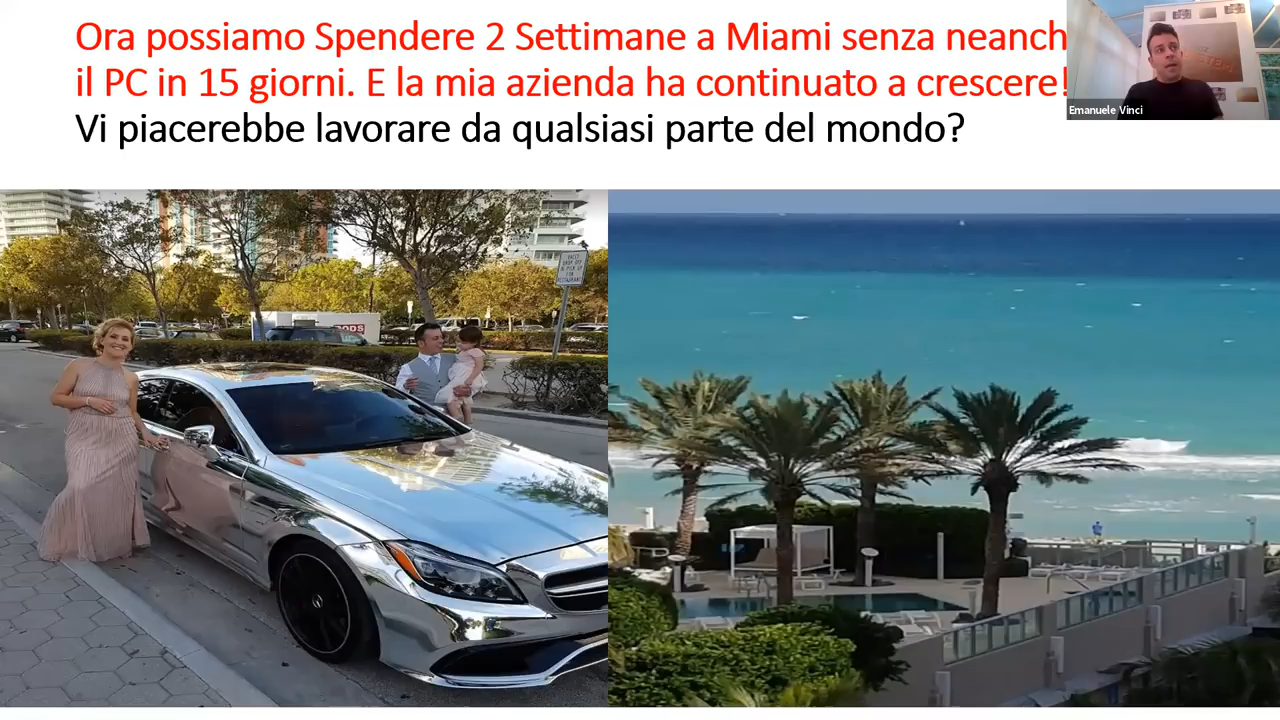 Ora possiamo Spendere 2 Settimane a Miami senza neanch
il PC in 15 giorni. E la mia azienda ha continuato a crescere!
Vi piacerebbe lavorare da qualsiasi parte del mondo?
Emanuele Vinci